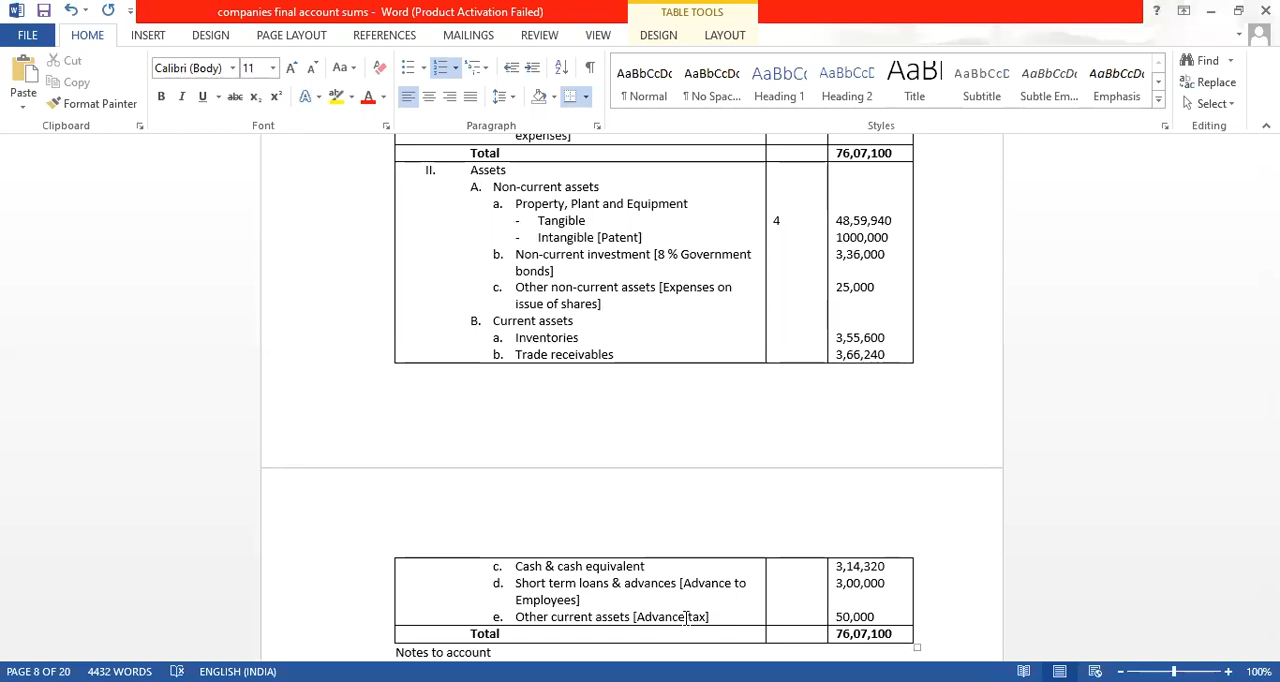 companies final account sums - Word (Product Activation Failed)
TABLE TOOLS
?
FILE HOME INSERT DESIGN PAGE LAYOUT REFERENCES MAILINGS REVIEW VIEW DESIGN LAYOUT
Paste
Cut
Copy
Format Painter
Clipboard
Calibri (Body) 11
Aa
B I U abc x₂ x² A ab A
Font
Paragraph
AaBbCcDc AaBbCcDc AaBbCc AaBbCcD AaBl AaBbCcD AaBbCcDc AaBbCcDc
¶ Normal ¶ No Spac... Heading 1 Heading 2 Title Subtitle Subtle Em... Emphasis
Styles
Find
Replace
Select
Editing
expenses]
Total 76,07,100
II. Assets
A. Non-current assets
a. Property, Plant and Equipment
- Tangible 4 48,59,940
- Intangible [Patent] 1000,000
b. Non-current investment [8 % Government 3,36,000
bonds]
c. Other non-current assets [Expenses on 25,000
issue of shares]
B. Current assets
a. Inventories 3,55,600
b. Trade receivables 3,66,240
c. Cash & cash equivalent 3,14,320
d. Short term loans & advances [Advance to 3,00,000
Employees]
e. Other current assets [Advance tax] 50,000
Total 76,07,100
Notes to account
PAGE 8 OF 20 4432 WORDS ENGLISH (INDIA) 100%